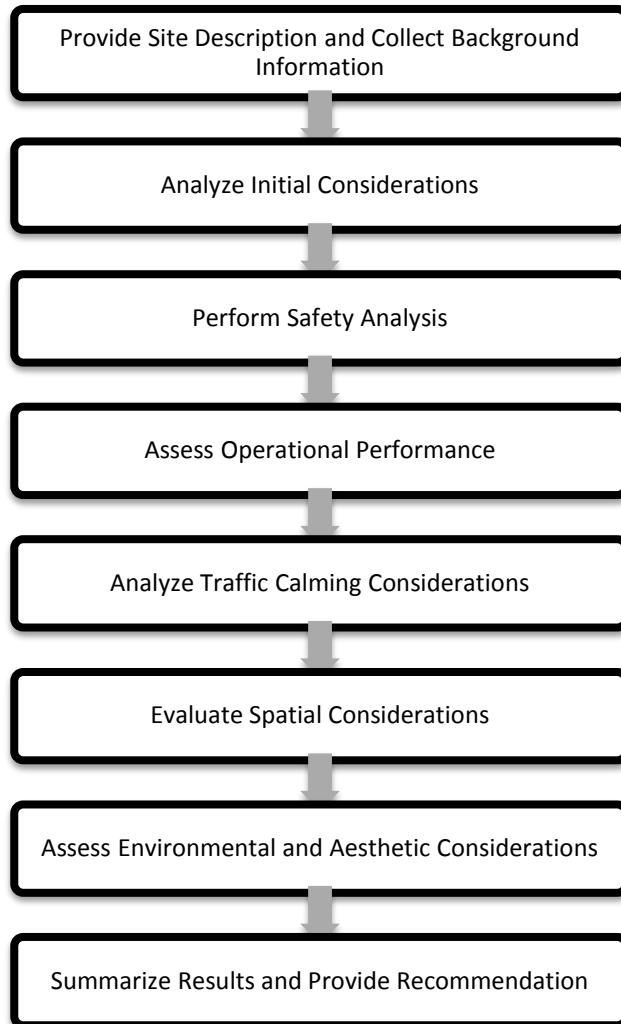 Provide Site Description and Collect Background
Information
Analyze Initial Considerations
Perform Safety Analysis
Assess Operational Performance
Analyze Traffic Calming Considerations
Evaluate Spatial Considerations
Assess Environmental and Aesthetic Considerations
Summarize Results and Provide Recommendation